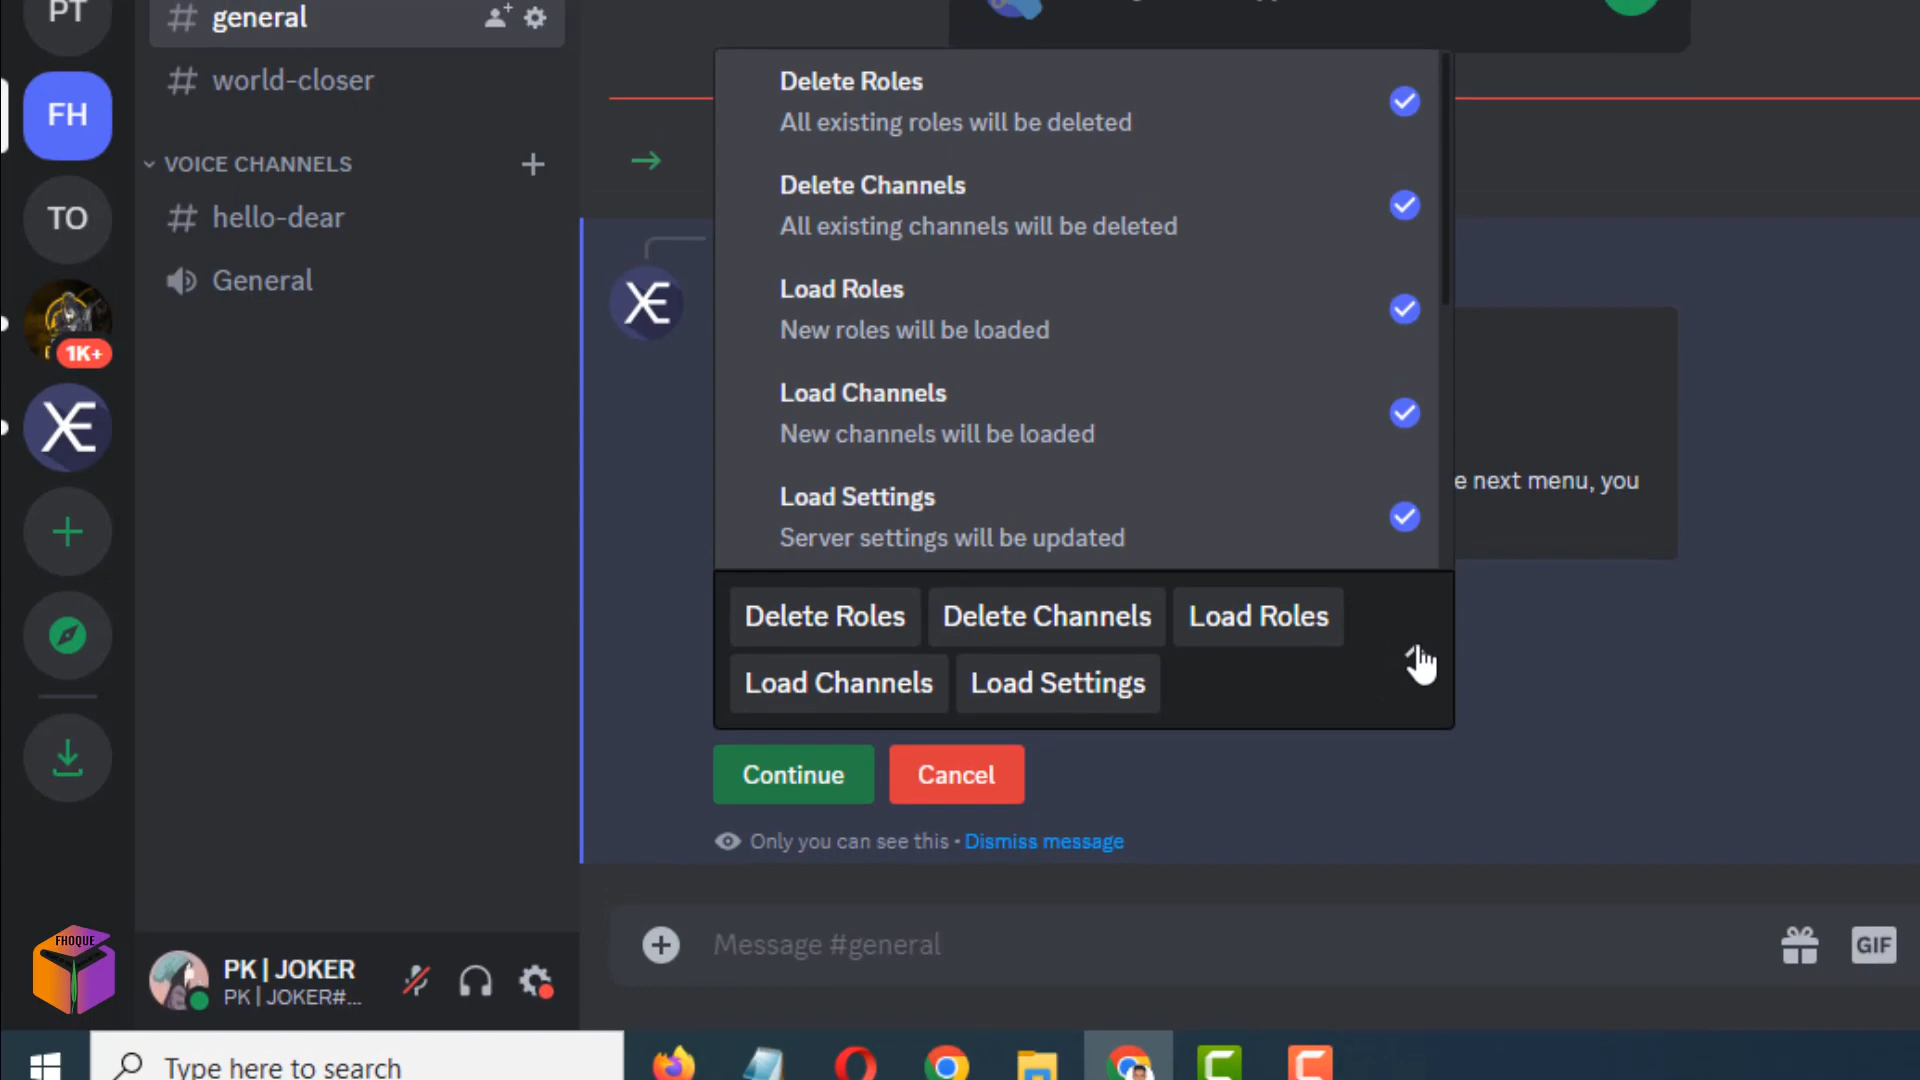 PT
general
world-closer
FH
VOICE CHANNELS
TO
hello-dear
General
1K+
XE
Delete Roles
All existing roles will be deleted
Delete Channels
All existing channels will be deleted
Load Roles
New roles will be loaded
Load Channels
New channels will be loaded
Load Settings
Server settings will be updated
e next menu, you
Delete Roles Delete Channels Load Roles
Load Channels Load Settings
Continue Cancel
Only you can see this • Dismiss message
Message #general
GIF
FHOQUE
PK | JOKER
PK | JOKER#...
Type here to search